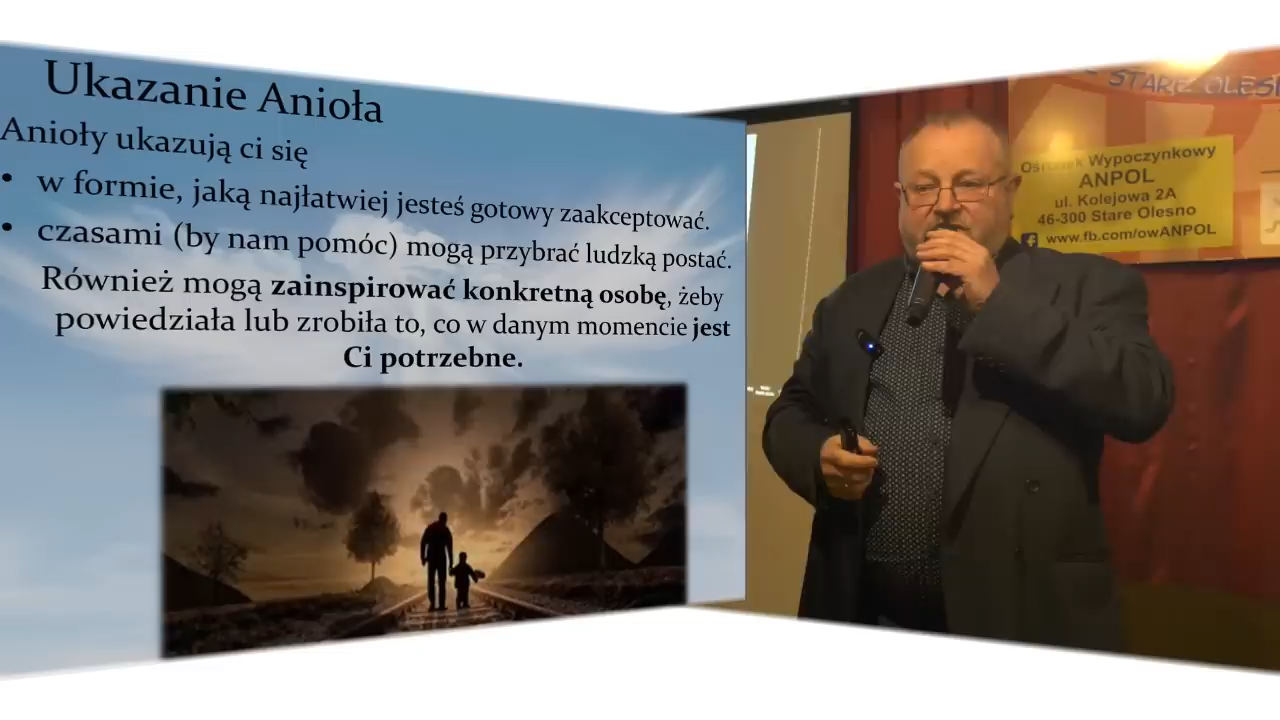 Ukazanie Anioła
Anioły ukazują ci się
• w formie, jaką najłatwiej jesteś gotowy zaakceptować.
• czasami (by nam pomóc) mogą przybrać ludzką postać.
Również mogą zainspirować konkretną osobę, żeby
powiedziała lub zrobiła to, co w danym momencie jest
Ci potrzebne.
STARE OLES
Ośrodek Wypoczynkowy
ANPOL
ul. Kolejowa 2A
46-300 Stare Olesno
www.fb.com/owANPOL